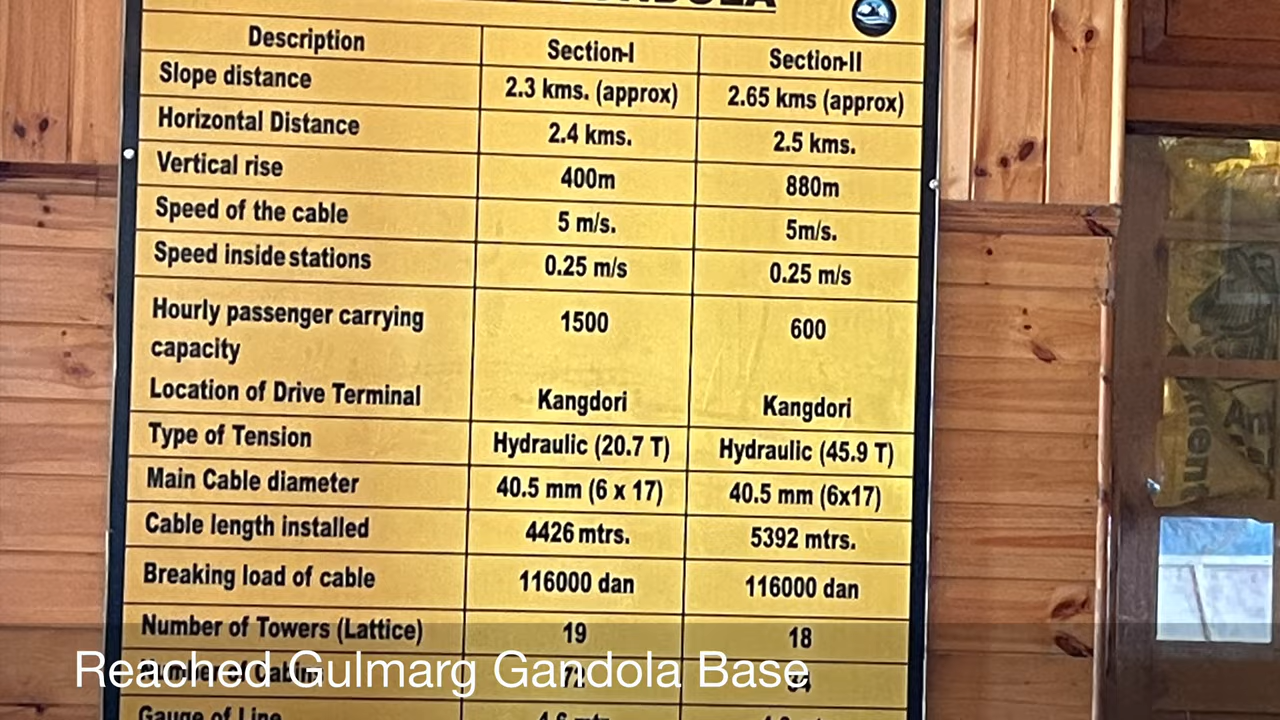 Description Section-I Section-II
Slope distance 2.3 kms. (approx) 2.65 kms (approx)
Horizontal Distance 2.4 kms. 2.5 kms.
Vertical rise 400m 880m
Speed of the cable 5 m/s. 5m/s.
Speed inside stations 0.25 m/s 0.25 m/s
Hourly passenger carrying
capacity 1500 600
Location of Drive Terminal Kangdori Kangdori
Type of Tension Hydraulic (20.7 T) Hydraulic (45.9 T)
Main Cable diameter 40.5 mm (6 x 17) 40.5 mm (6x17)
Cable length installed 4426 mtrs. 5392 mtrs.
Breaking load of cable 116000 dan 116000 dan
Number of Towers (Lattice) 19 18
Reached Gulmarg Gandola Base
Gauge of Line